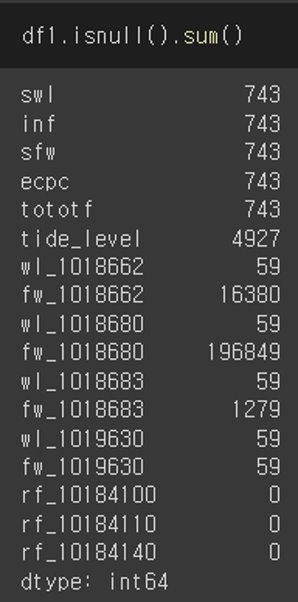 df1.isnull().sum()
swl 743
inf 743
sfw 743
ecpc 743
tototf 743
tide_level 4927
wl_1018662 59
fw_1018662 16380
wl_1018680 59
fw_1018680 196849
wl_1018683 59
fw_1018683 1279
wl_1019630 59
fw_1019630 59
rf_10184100 0
rf_10184110 0
rf_10184140 0
dtype: int64